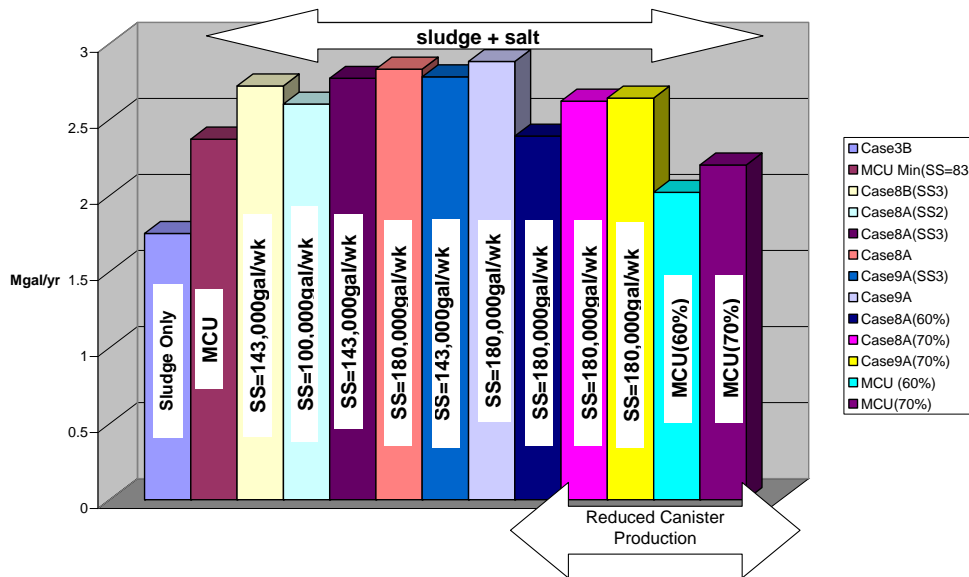 sludge + salt
3
2.5
2
1.5
1
0.5
0
Mgal/yr
Sludge Only
MCU
SS=143,000gal/wk
SS=100,000gal/wk
SS=143,000gal/wk
SS=180,000gal/wk
SS=143,000gal/wk
SS=180,000gal/wk
SS=180,000gal/wk
SS=180,000gal/wk
SS=180,000gal/wk
MCU(60%)
MCU(70%)
Reduced Canister
Production
Case3B
MCU Min(SS=83
Case8B(SS3)
Case8A(SS2)
Case8A(SS3)
Case8A
Case9A(SS3)
Case9A
Case8A(60%)
Case8A(70%)
Case9A(70%)
MCU (60%)
MCU(70%)